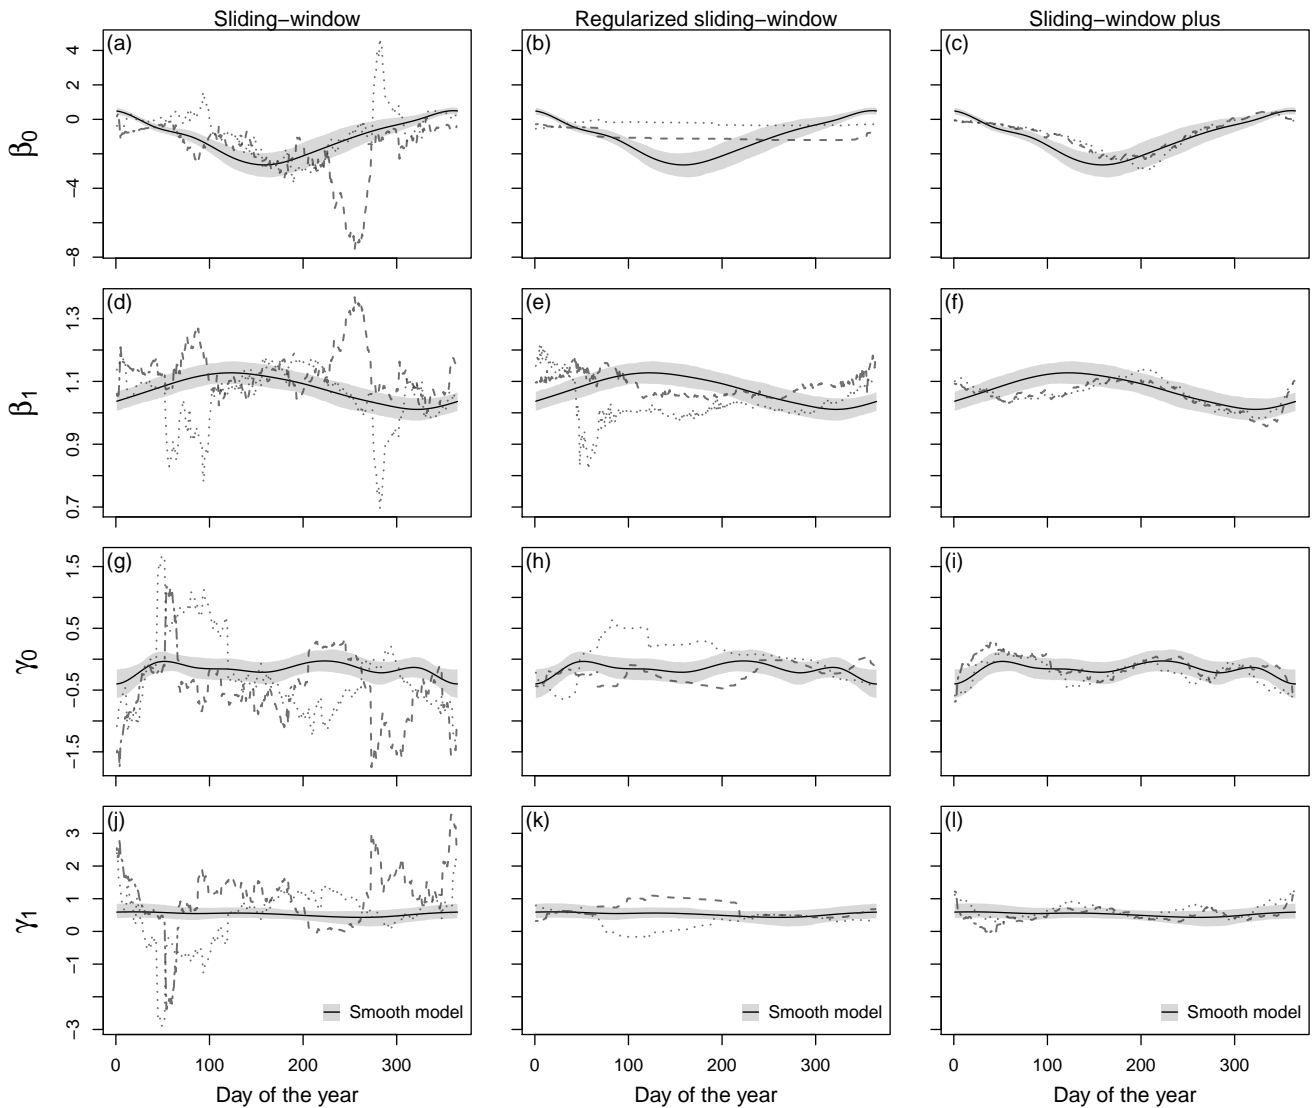 Sliding−window Regularized sliding−window Sliding−window plus
(a) (b) (c)
4
2
0
−4
−8
β0
(d) (e) (f)
1.3
1.1
0.9
0.7
β1
(g) (h) (i)
1.5
0.5
−0.5
−1.5
γ0
(j) (k) (l)
3
2
1
0
−1
−3
γ1
Smooth model Smooth model Smooth model
0 100 200 300 0 100 200 300 0 100 200 300
Day of the year Day of the year Day of the year